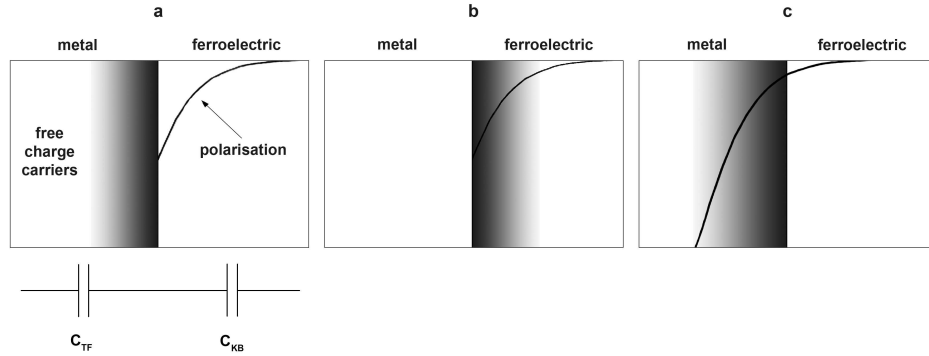 a
b
c
metal ferroelectric
metal ferroelectric
metal ferroelectric
free
charge
carriers
polarisation
C_TF
C_KB